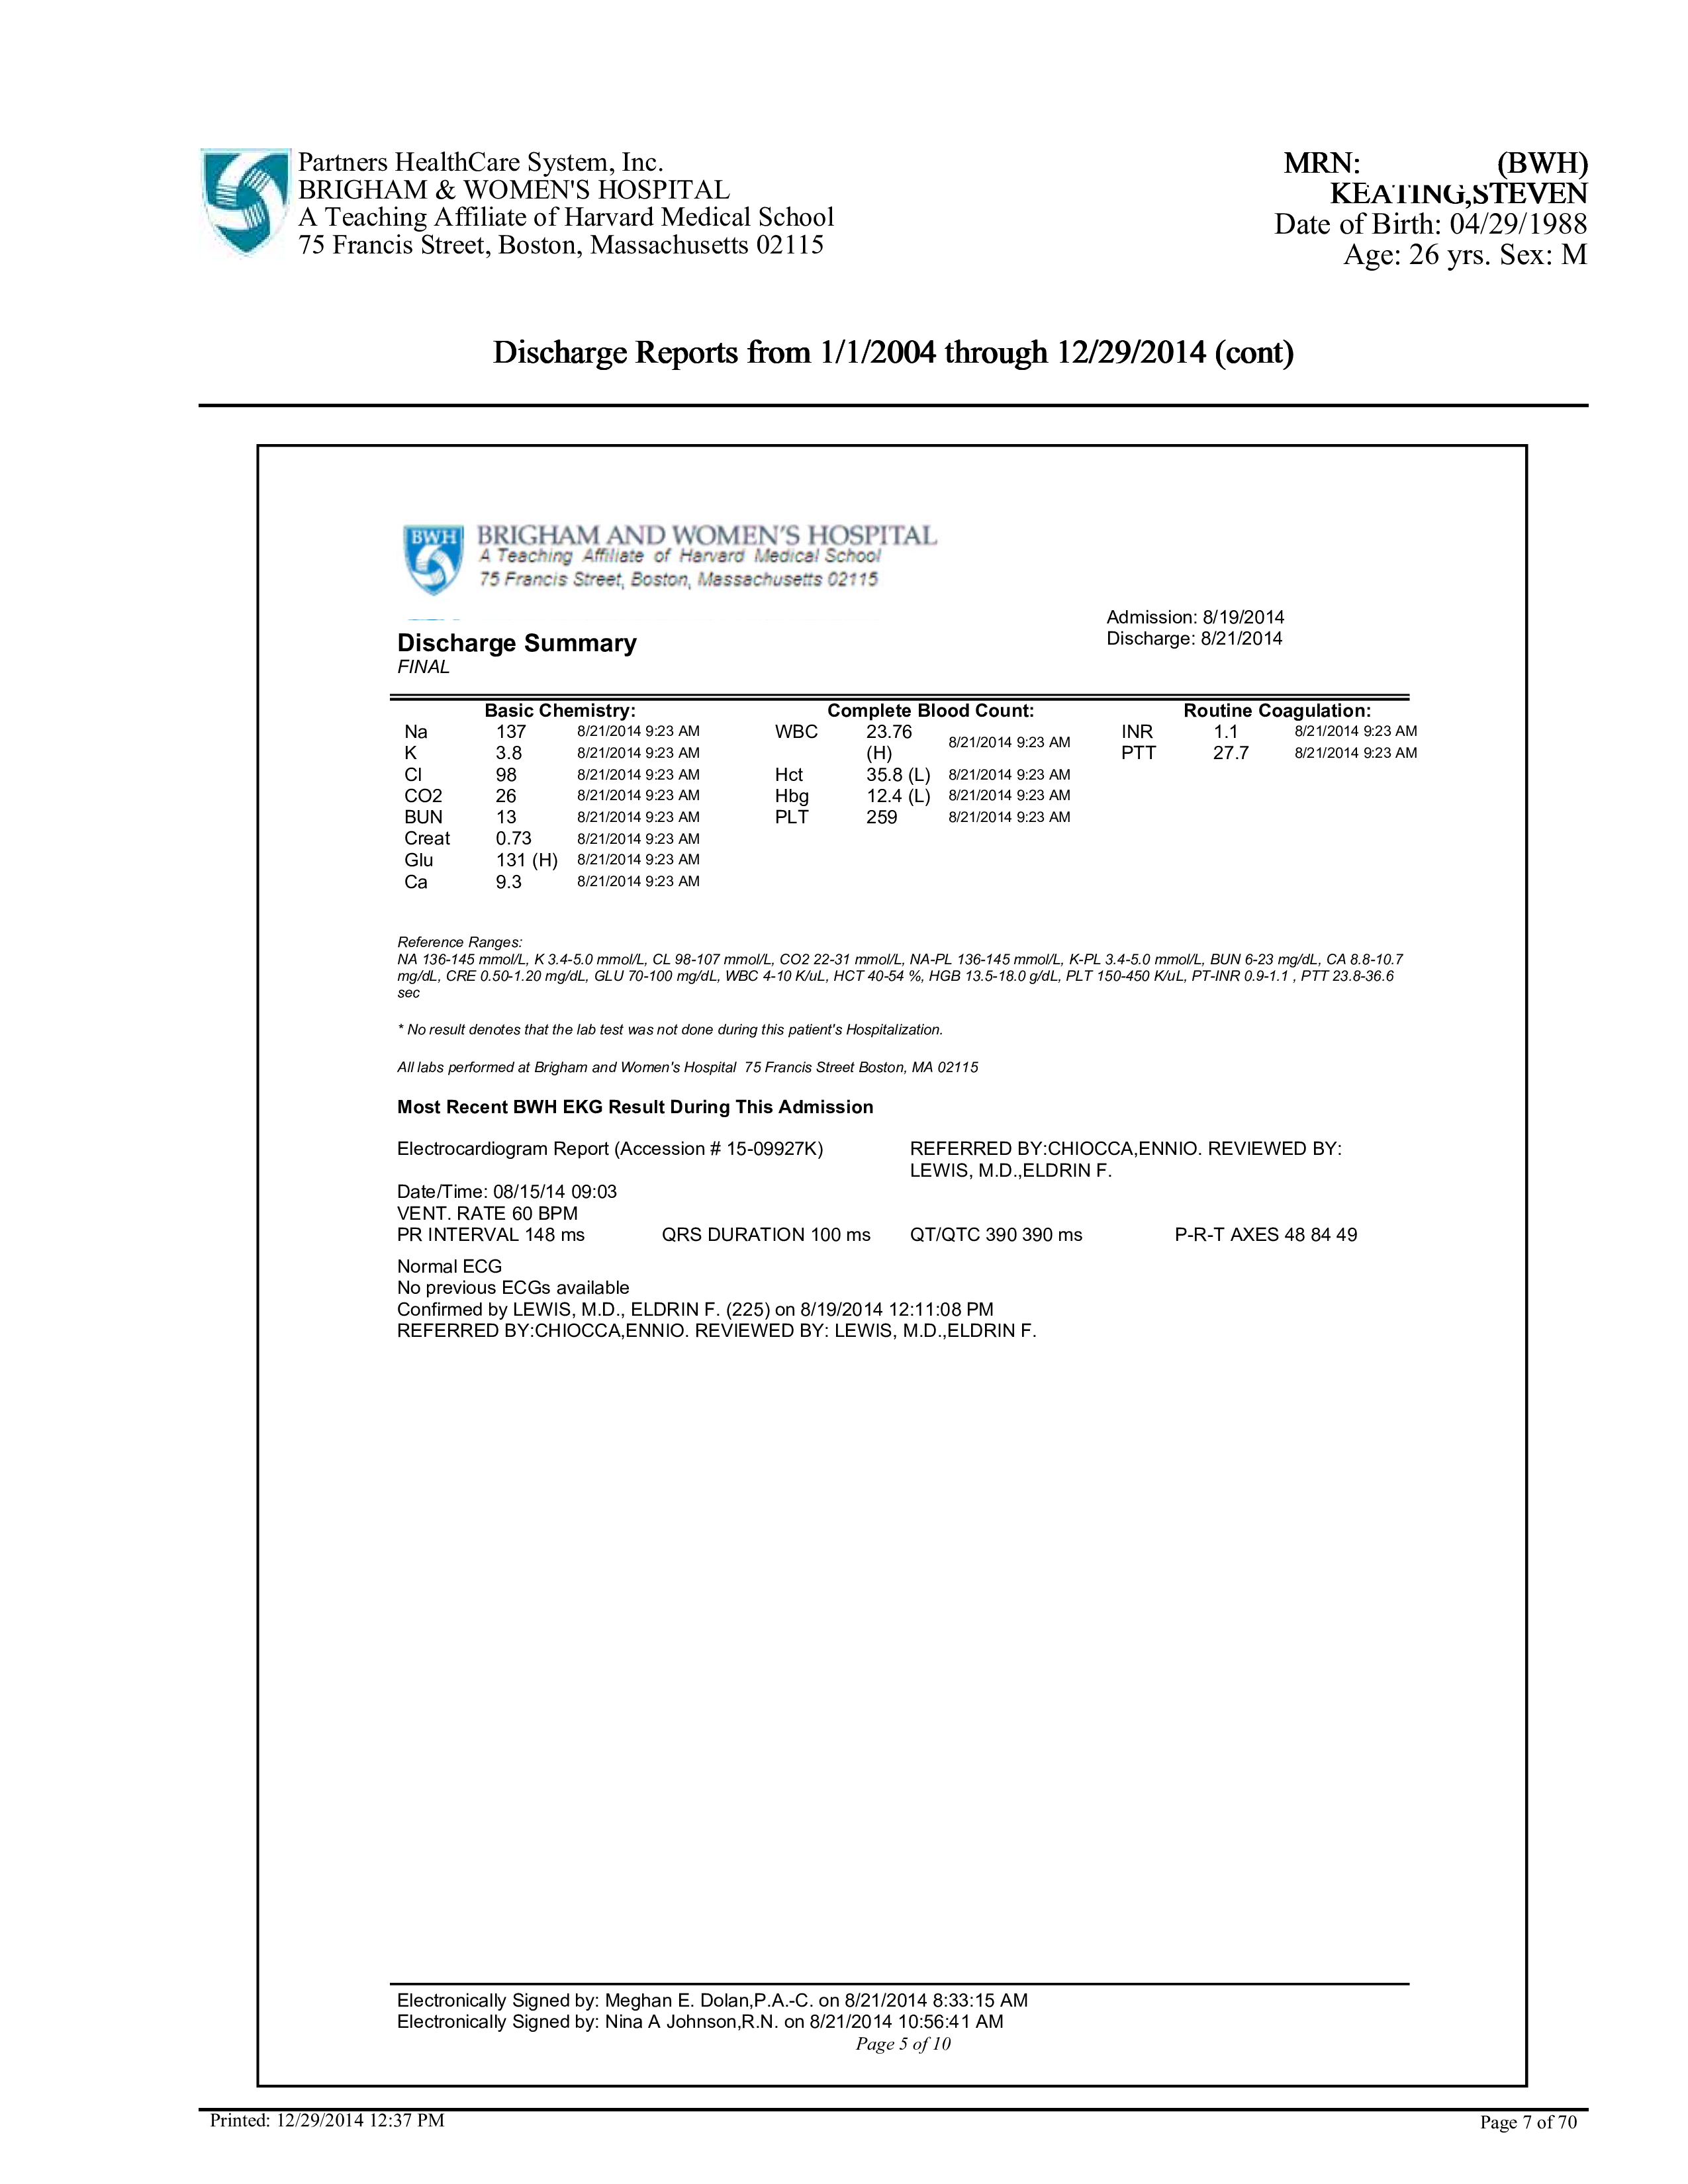 Partners HealthCare System, Inc.
BRIGHAM & WOMEN'S HOSPITAL
A Teaching Affiliate of Harvard Medical School
75 Francis Street, Boston, Massachusetts 02115
MRN: (BWH)
KEATING,STEVEN
Date of Birth: 04/29/1988
Age: 26 yrs. Sex: M
Discharge Reports from 1/1/2004 through 12/29/2014 (cont)
BWH
BRIGHAM AND WOMEN'S HOSPITAL
A Teaching Affiliate of Harvard Medical School
75 Francis Street, Boston, Massachusetts 02115
Admission: 8/19/2014
Discharge: 8/21/2014
Discharge Summary
FINAL
Basic Chemistry: Complete Blood Count: Routine Coagulation:
Na 137 8/21/2014 9:23 AM WBC 23.76 (H) 8/21/2014 9:23 AM INR 1.1 8/21/2014 9:23 AM
K 3.8 8/21/2014 9:23 AM PTT 27.7 8/21/2014 9:23 AM
Cl 98 8/21/2014 9:23 AM Hct 35.8 (L) 8/21/2014 9:23 AM
CO2 26 8/21/2014 9:23 AM Hbg 12.4 (L) 8/21/2014 9:23 AM
BUN 13 8/21/2014 9:23 AM PLT 259 8/21/2014 9:23 AM
Creat 0.73 8/21/2014 9:23 AM
Glu 131 (H) 8/21/2014 9:23 AM
Ca 9.3 8/21/2014 9:23 AM
Reference Ranges:
NA 136-145 mmol/L, K 3.4-5.0 mmol/L, CL 98-107 mmol/L, CO2 22-31 mmol/L, NA-PL 136-145 mmol/L, K-PL 3.4-5.0 mmol/L, BUN 6-23 mg/dL, CA 8.8-10.7
mg/dL, CRE 0.50-1.20 mg/dL, GLU 70-100 mg/dL, WBC 4-10 K/uL, HCT 40-54 %, HGB 13.5-18.0 g/dL, PLT 150-450 K/uL, PT-INR 0.9-1.1 , PTT 23.8-36.6
sec
* No result denotes that the lab test was not done during this patient's Hospitalization.
All labs performed at Brigham and Women's Hospital 75 Francis Street Boston, MA 02115
Most Recent BWH EKG Result During This Admission
Electrocardiogram Report (Accession # 15-09927K) REFERRED BY:CHIOCCA,ENNIO. REVIEWED BY:
LEWIS, M.D.,ELDRIN F.
Date/Time: 08/15/14 09:03
VENT. RATE 60 BPM
PR INTERVAL 148 ms QRS DURATION 100 ms QT/QTC 390 390 ms P-R-T AXES 48 84 49
Normal ECG
No previous ECGs available
Confirmed by LEWIS, M.D., ELDRIN F. (225) on 8/19/2014 12:11:08 PM
REFERRED BY:CHIOCCA,ENNIO. REVIEWED BY: LEWIS, M.D.,ELDRIN F.
Electronically Signed by: Meghan E. Dolan,P.A.-C. on 8/21/2014 8:33:15 AM
Electronically Signed by: Nina A Johnson,R.N. on 8/21/2014 10:56:41 AM
Page 5 of 10
Printed: 12/29/2014 12:37 PM
Page 7 of 70